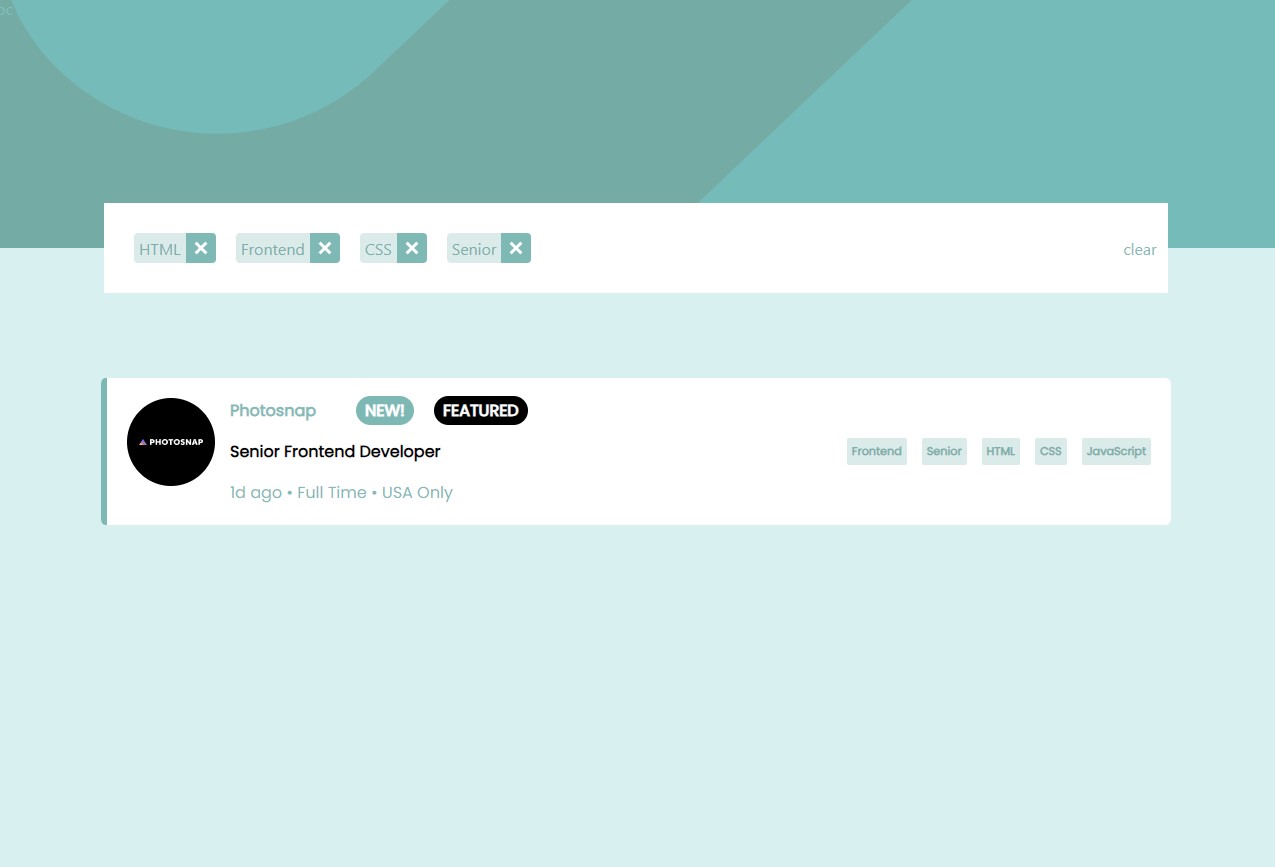 HTML Frontend CSS Senior clear
PHOTOSNAP
Photosnap NEW! FEATURED
Senior Frontend Developer
1d ago • Full Time • USA Only
Frontend Senior HTML CSS JavaScript